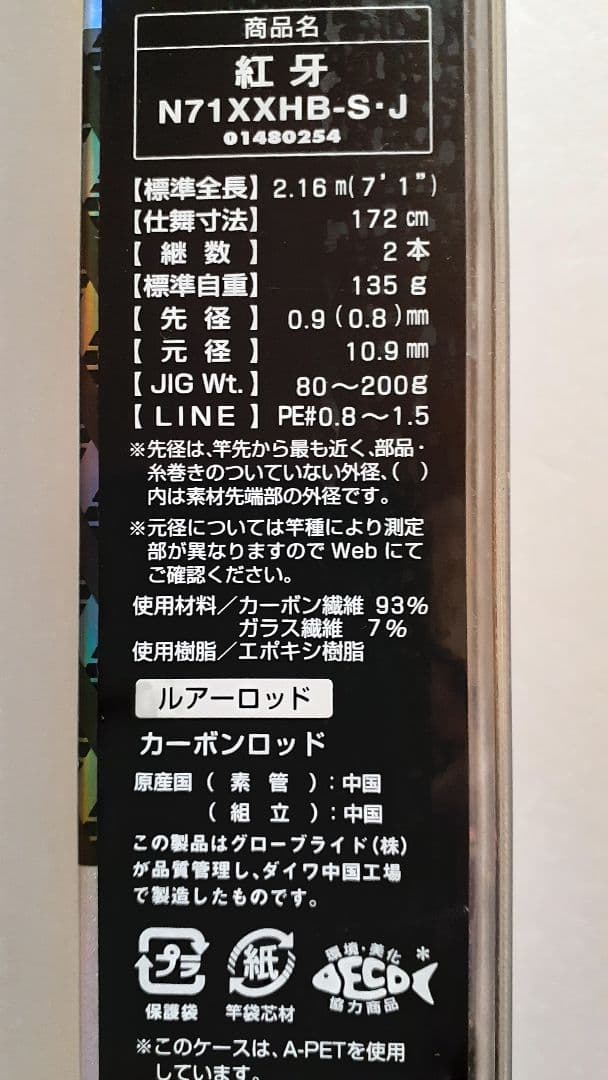 商品名
紅牙
N71XXHB-S・J
01480254
【標準全長】2.16m(7'1")
【仕舞寸法】172cm
【継数】2本
【標準自重】135g
【先径】0.9(0.8)mm
【元径】10.9mm
【JIG Wt.】80〜200g
【LINE】PE#0.8〜1.5
※先径は、竿先から最も近く、部品・
糸巻きのついていない外径、( )
内は素材先端部の外径です。
※元径については竿種により測定
部が異なりますのでWebにて
ご確認ください。
使用材料／カーボン繊維 93%
ガラス繊維 7%
使用樹脂／エポキシ樹脂
ルアーロッド
カーボンロッド
原産国(素管):中国
(組立):中国
この製品はグローブライド(株)
が品質管理し、ダイワ中国工場
で製造したものです。
プラ
保護袋
紙
竿袋芯材
環境・美化
ECO
*
協力商品
※このケースは、A-PETを使用
しています。